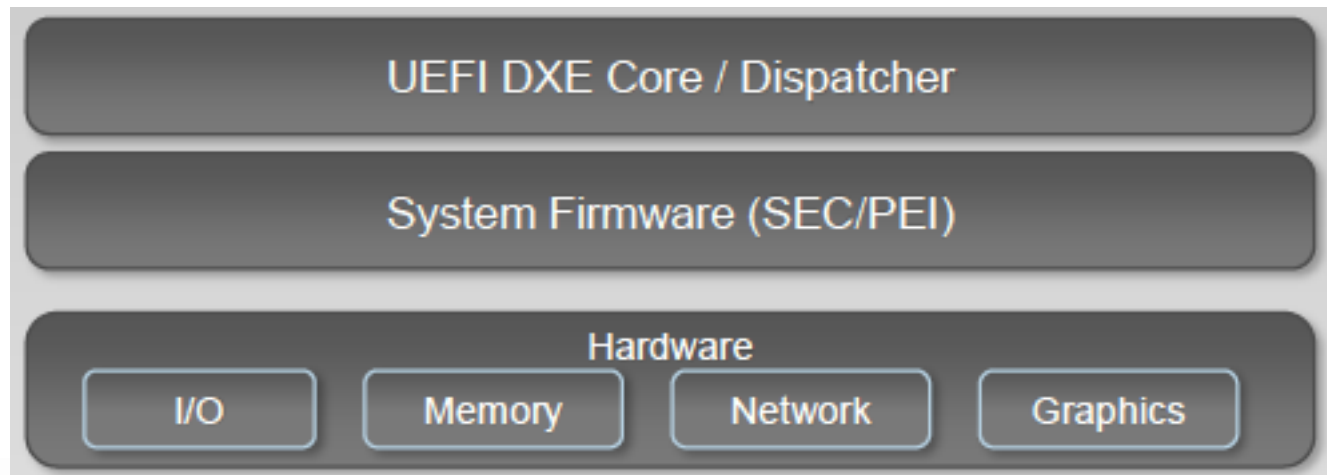 UEFI DXE Core / Dispatcher
System Firmware (SEC/PEI)
Hardware
I/O Memory Network Graphics